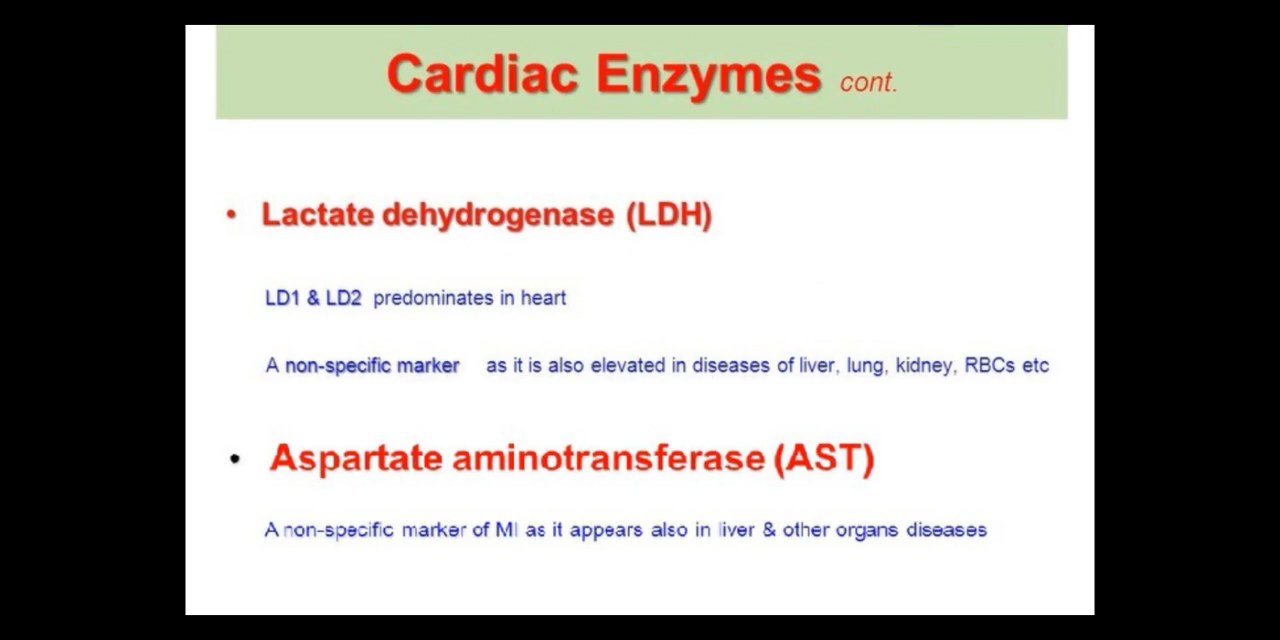 Cardiac Enzymes cont.
• Lactate dehydrogenase (LDH)
LD1 & LD2 predominates in heart
A non-specific marker as it is also elevated in diseases of liver, lung, kidney, RBCs etc
• Aspartate aminotransferase (AST)
A non-specific marker of MI as it appears also in liver & other organs diseases